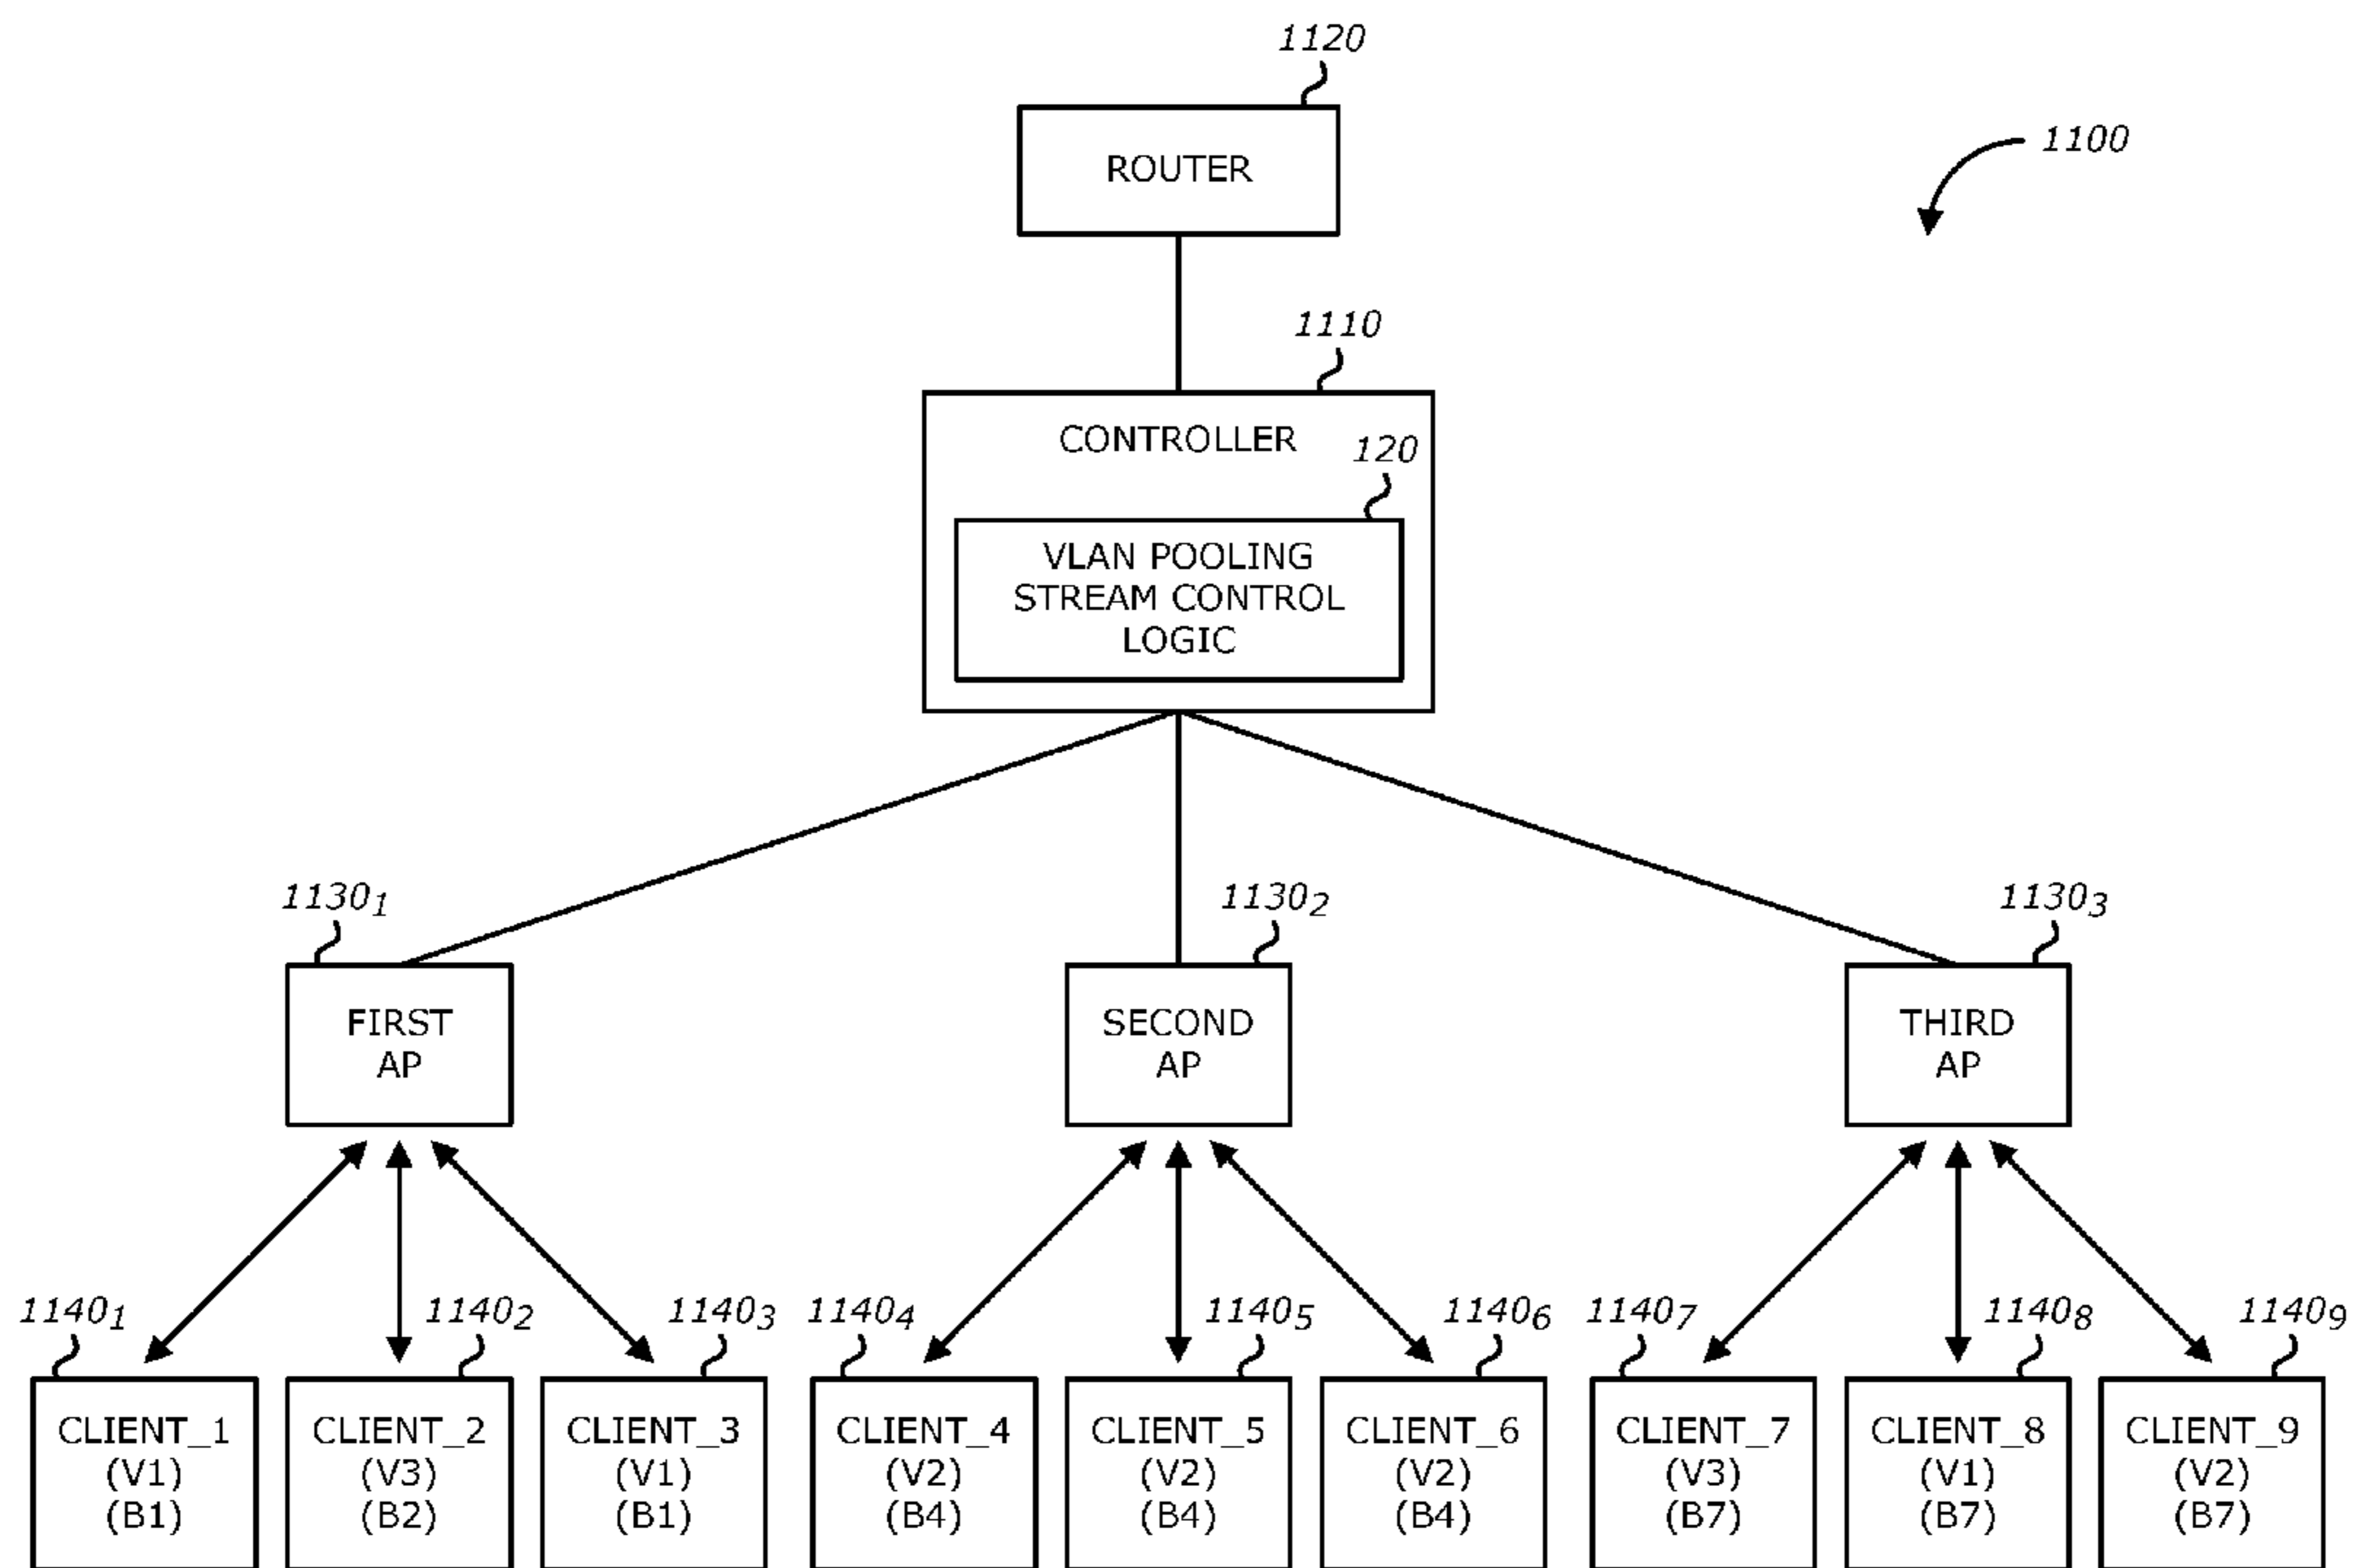 1120
ROUTER
1100
1110
CONTROLLER
120
VLAN POOLING
STREAM CONTROL
LOGIC
1130₁
1130₂
1130₃
FIRST
AP
SECOND
AP
THIRD
AP
1140₁
1140₂
1140₃
1140₄
1140₅
1140₆
1140₇
1140₈
1140₉
CLIENT_1
(V1)
(B1)
CLIENT_2
(V3)
(B2)
CLIENT_3
(V1)
(B1)
CLIENT_4
(V2)
(B4)
CLIENT_5
(V2)
(B4)
CLIENT_6
(V2)
(B4)
CLIENT_7
(V3)
(B7)
CLIENT_8
(V1)
(B7)
CLIENT_9
(V2)
(B7)